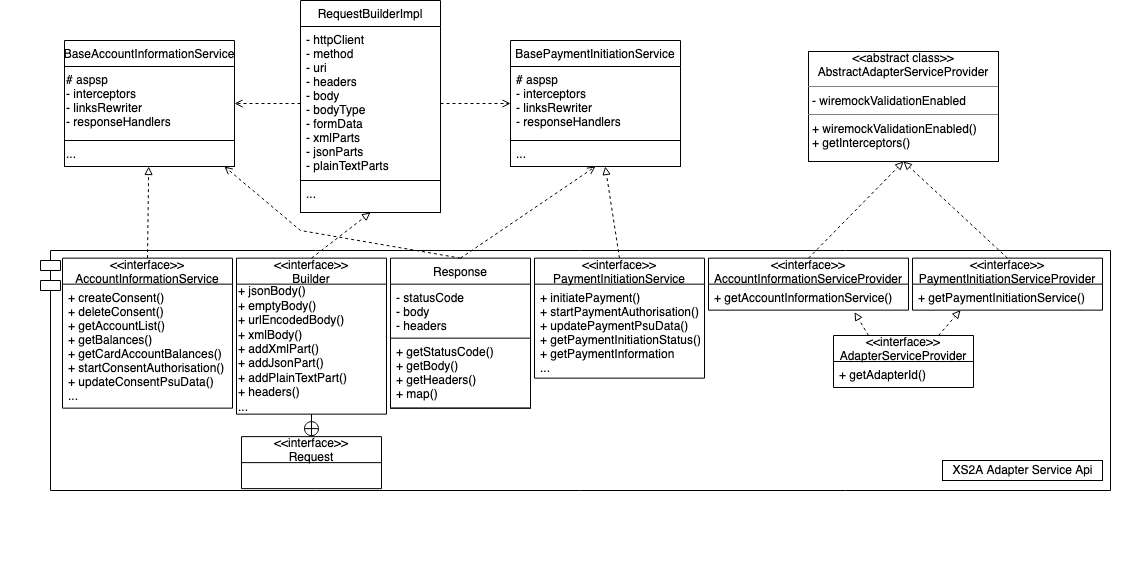 RequestBuilderImpl
- httpClient
- method
- uri
- headers
- body
- bodyType
- formData
- xmlParts
- jsonParts
- plainTextParts
...
BaseAccountInformationService
# aspsp
- interceptors
- linksRewriter
- responseHandlers
...
BasePaymentInitiationService
# aspsp
- interceptors
- linksRewriter
- responseHandlers
...
<<abstract class>>
AbstractAdapterServiceProvider
- wiremockValidationEnabled
+ wiremockValidationEnabled()
+ getInterceptors()
<<interface>>
AccountInformationService
+ createConsent()
+ deleteConsent()
+ getAccountList()
+ getBalances()
+ getCardAccountBalances()
+ startConsentAuthorisation()
+ updateConsentPsuData()
...
<<interface>>
Builder
+ jsonBody()
+ emptyBody()
+ urlEncodedBody()
+ xmlBody()
+ addXmlPart()
+ addJsonPart()
+ addPlainTextPart()
+ headers()
...
<<interface>>
Request
Response
- statusCode
- body
- headers
+ getStatusCode()
+ getBody()
+ getHeaders()
+ map()
<<interface>>
PaymentInitiationService
+ initiatePayment()
+ startPaymentAuthorisation()
+ updatePaymentPsuData()
+ getPaymentInitiationStatus()
+ getPaymentInformation
...
<<interface>>
AccountInformationServiceProvider
+ getAccountInformationService()
<<interface>>
PaymentInitiationServiceProvider
+ getPaymentInitiationService()
<<interface>>
AdapterServiceProvider
+ getAdapterId()
XS2A Adapter Service Api